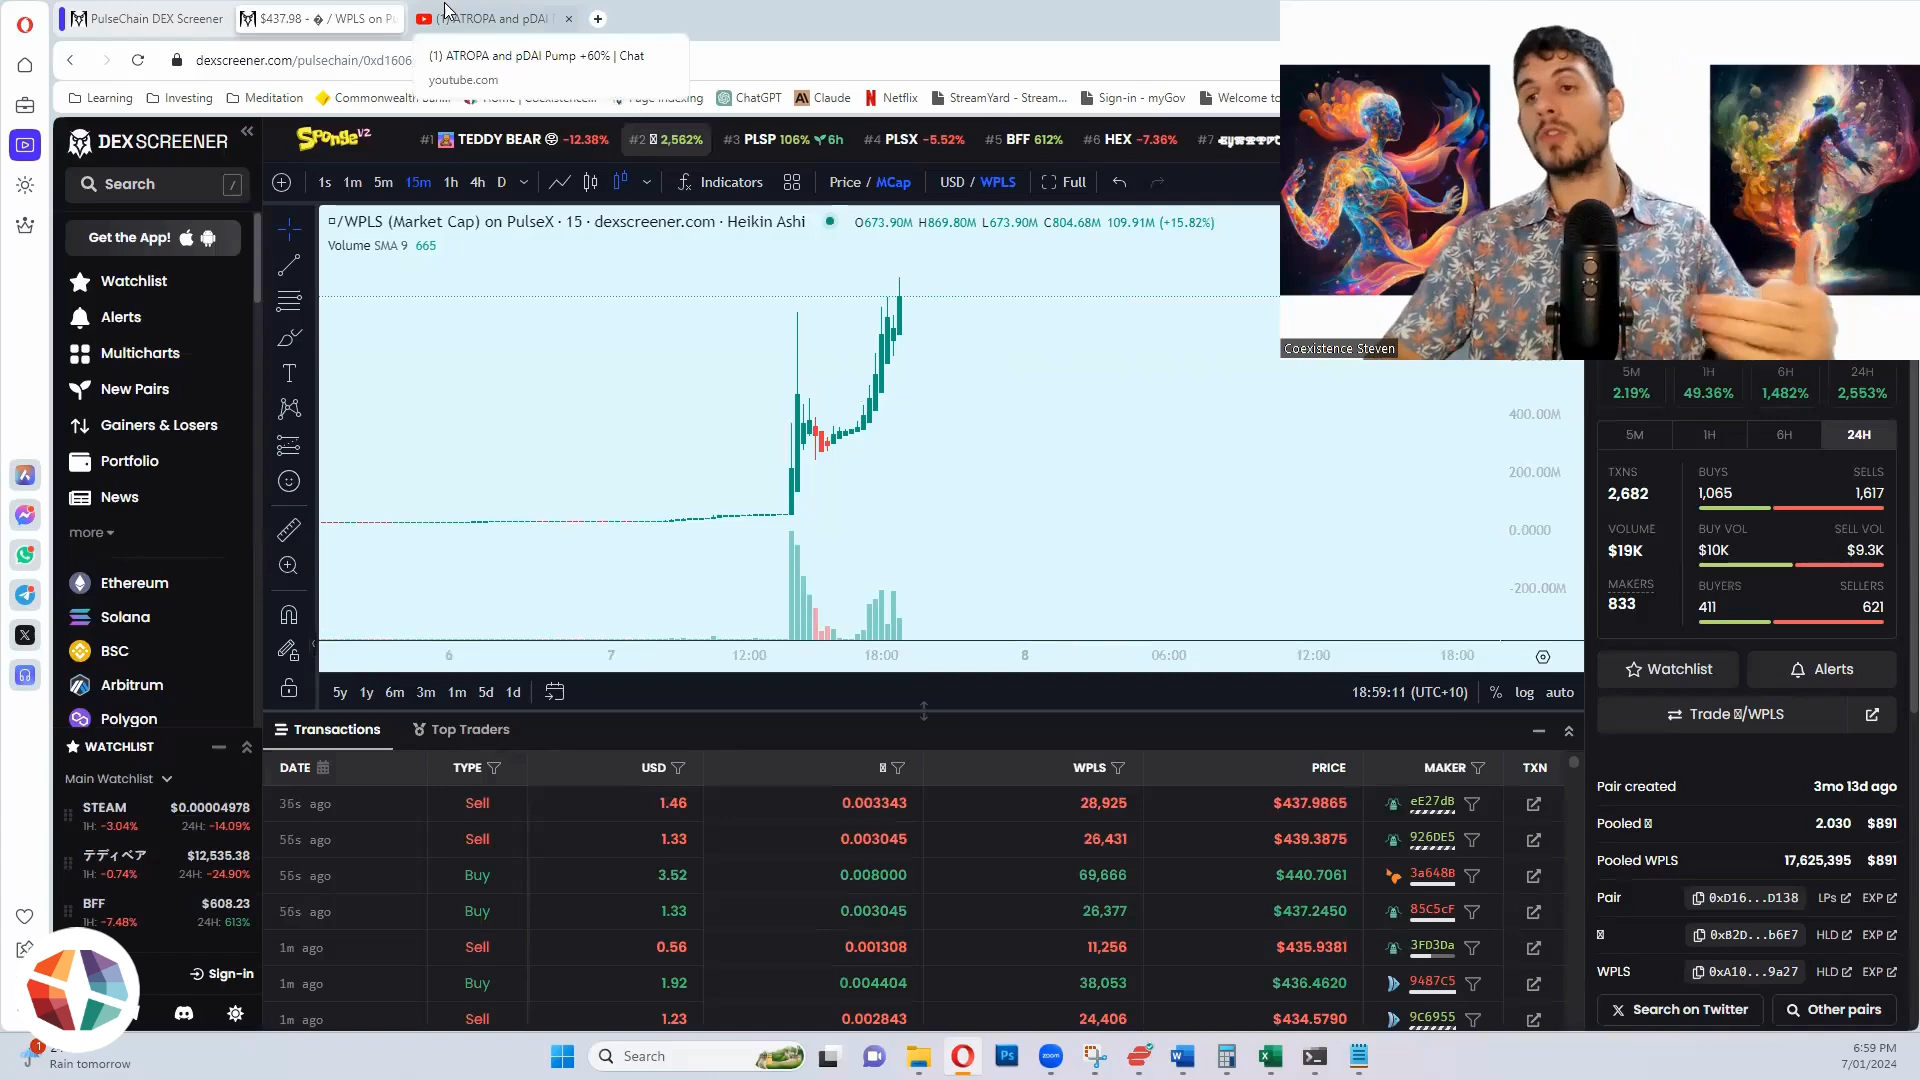 PulseChain DEX Screener
$437.98 - � / WPLS on Pu
(1) ATROPA and pDAI
(1) ATROPA and pDAI Pump +60% | Chat
youtube.com
dexscreener.com/pulsechain/0xd1606
Learning
Investing
Meditation
Commonwealth
ChatGPT
Claude
Netflix
StreamYard - Stream...
Sign-in - myGov
Welcome to
DEXSCREENER
Sponge V2
#1 TEDDY BEAR -12.38%
#2 2,562%
#3 PLSP 106% 6h
#4 PLSX -5.52%
#5 BFF 612%
#6 HEX -7.36%
#7
Search /
1s 1m 5m 15m 1h 4h D
Indicators
Price / MCap
USD / WPLS
Full
▯/WPLS (Market Cap) on PulseX · 15 · dexscreener.com · Heikin Ashi
O673.90M H869.80M L673.90M C804.68M 109.91M (+15.82%)
Volume SMA 9 665
Get the App!
Watchlist
Alerts
Multicharts
New Pairs
Gainers & Losers
Portfolio
News
more
Ethereum
Solana
BSC
Arbitrum
Polygon
WATCHLIST
Main Watchlist
STEAM $0.00004978
1H: -3.04% 24H: -14.09%
テディベア $12,535.38
1H: -0.74% 24H: -24.90%
BFF $608.23
1H: -7.48% 24H: 613%
Sign-in
400.00M
200.00M
0.0000
-200.00M
6 7 12:00 18:00 8 06:00 12:00 18:00
5y 1y 6m 3m 1m 5d 1d
18:59:11 (UTC+10) % log auto
Transactions
Top Traders
DATE TYPE USD WPLS PRICE MAKER TXN
36s ago Sell 1.46 0.003343 28,925 $437.9865 eE27dB
56s ago Sell 1.33 0.003045 26,431 $439.3875 926DE5
56s ago Buy 3.52 0.008000 69,666 $440.7061 3a648B
56s ago Buy 1.33 0.003045 26,377 $437.2450 85C5cF
1m ago Sell 0.56 0.001308 11,256 $435.9381 3FD3Da
1m ago Buy 1.92 0.004404 38,053 $436.4620 9487C5
1m ago Sell 1.23 0.002843 24,406 $434.5790 9C6955
Coexistence Steven
5M 1H 6H 24H
2.19% 49.36% 1,482% 2,553%
5M 1H 6H 24H
TXNS BUYS SELLS
2,682 1,065 1,617
VOLUME BUY VOL SELL VOL
$19K $10K $9.3K
MAKERS BUYERS SELLERS
833 411 621
Watchlist
Alerts
Trade ▯/WPLS
Pair created 3mo 13d ago
Pooled ▯ 2.030 $891
Pooled WPLS 17,625,395 $891
Pair 0xD16...D138 LPs EXP
▯ 0xB2D...b6E7 HLD EXP
WPLS 0xA10...9a27 HLD EXP
Search on Twitter
Other pairs
1
Rain tomorrow
Search
Ps
zoom
6:59 PM
7/01/2024